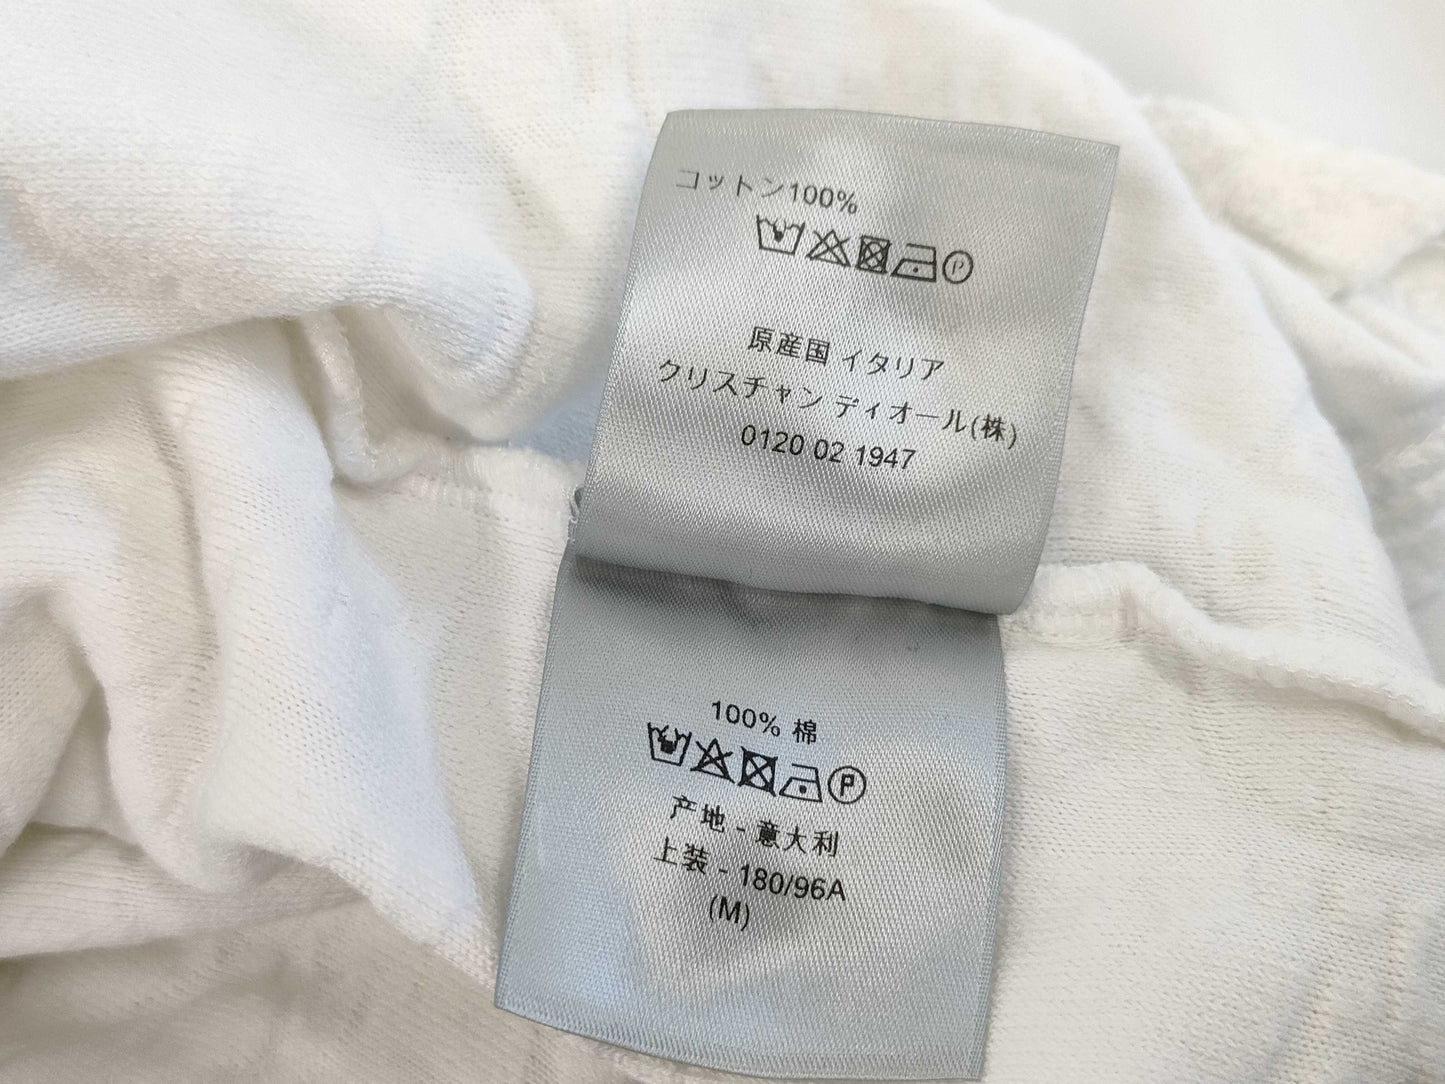 コットン100%
P
原産国 イタリア
クリスチャン ディオール(株)
0120 02 1947
100% 棉
P
产地 - 意大利
上装 - 180/96A
(M)